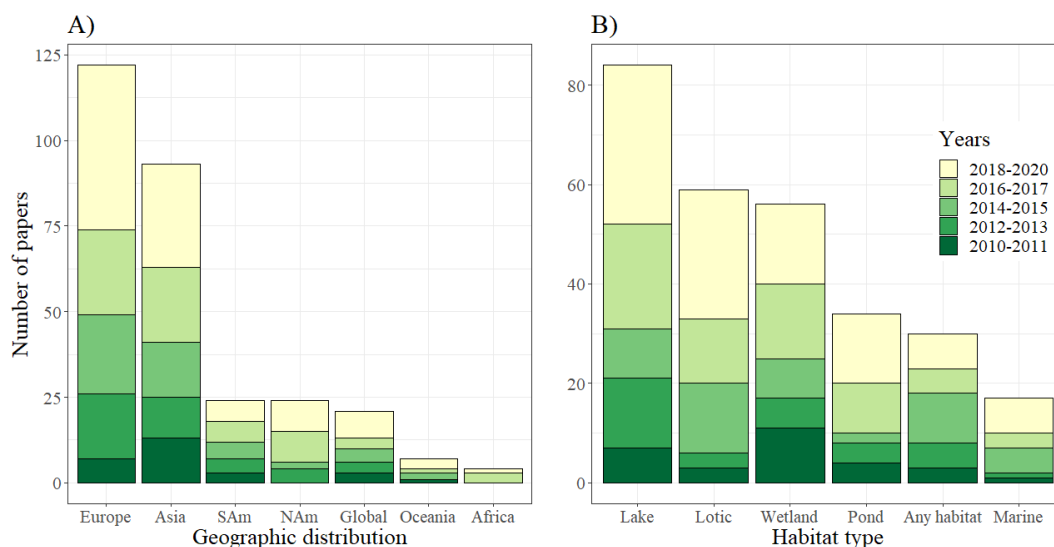 A)
Number of papers
125
100
75
50
25
0
Europe Asia SAm NAm Global Oceania Africa
Geographic distribution
B)
80
60
40
20
0
Years
2018-2020
2016-2017
2014-2015
2012-2013
2010-2011
Lake Lotic Wetland Pond Any habitat Marine
Habitat type